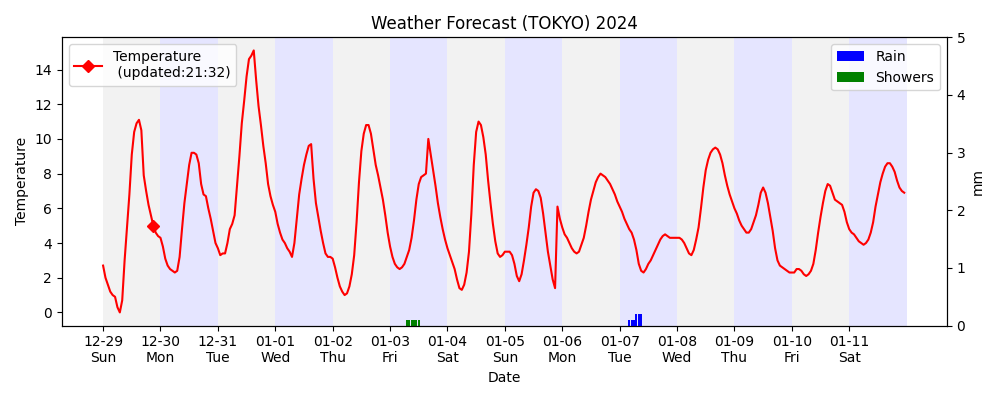 Weather Forecast (TOKYO) 2024
Temperature
(updated:21:32)
Rain
Showers
Temperature
14
12
10
8
6
4
2
0
5
4
3
2
1
0
mm
12-29 12-30 12-31 01-01 01-02 01-03 01-04 01-05 01-06 01-07 01-08 01-09 01-10 01-11
Sun Mon Tue Wed Thu Fri Sat Sun Mon Tue Wed Thu Fri Sat
Date